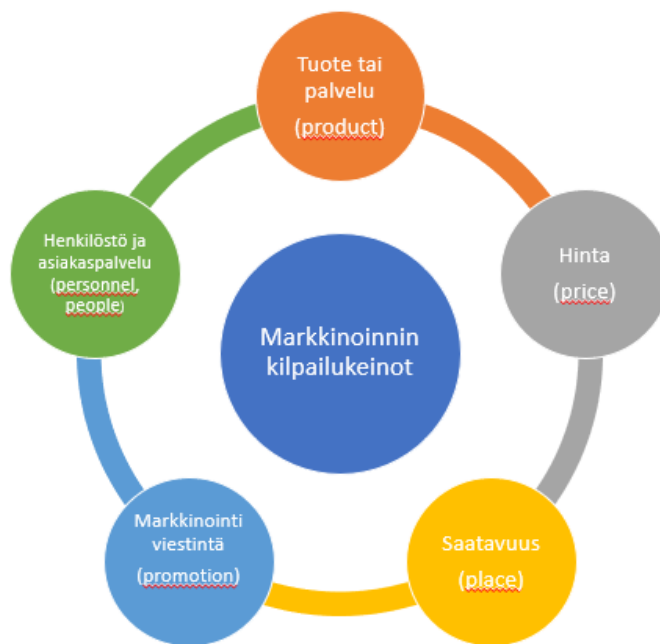 Tuote tai
palvelu
(product)
Hinta
(price)
Saatavuus
(place)
Markkinointi
viestintä
(promotion)
Henkilöstö ja
asiakaspalvelu
(personnel,
people)
Markkinoinnin
kilpailukeinot